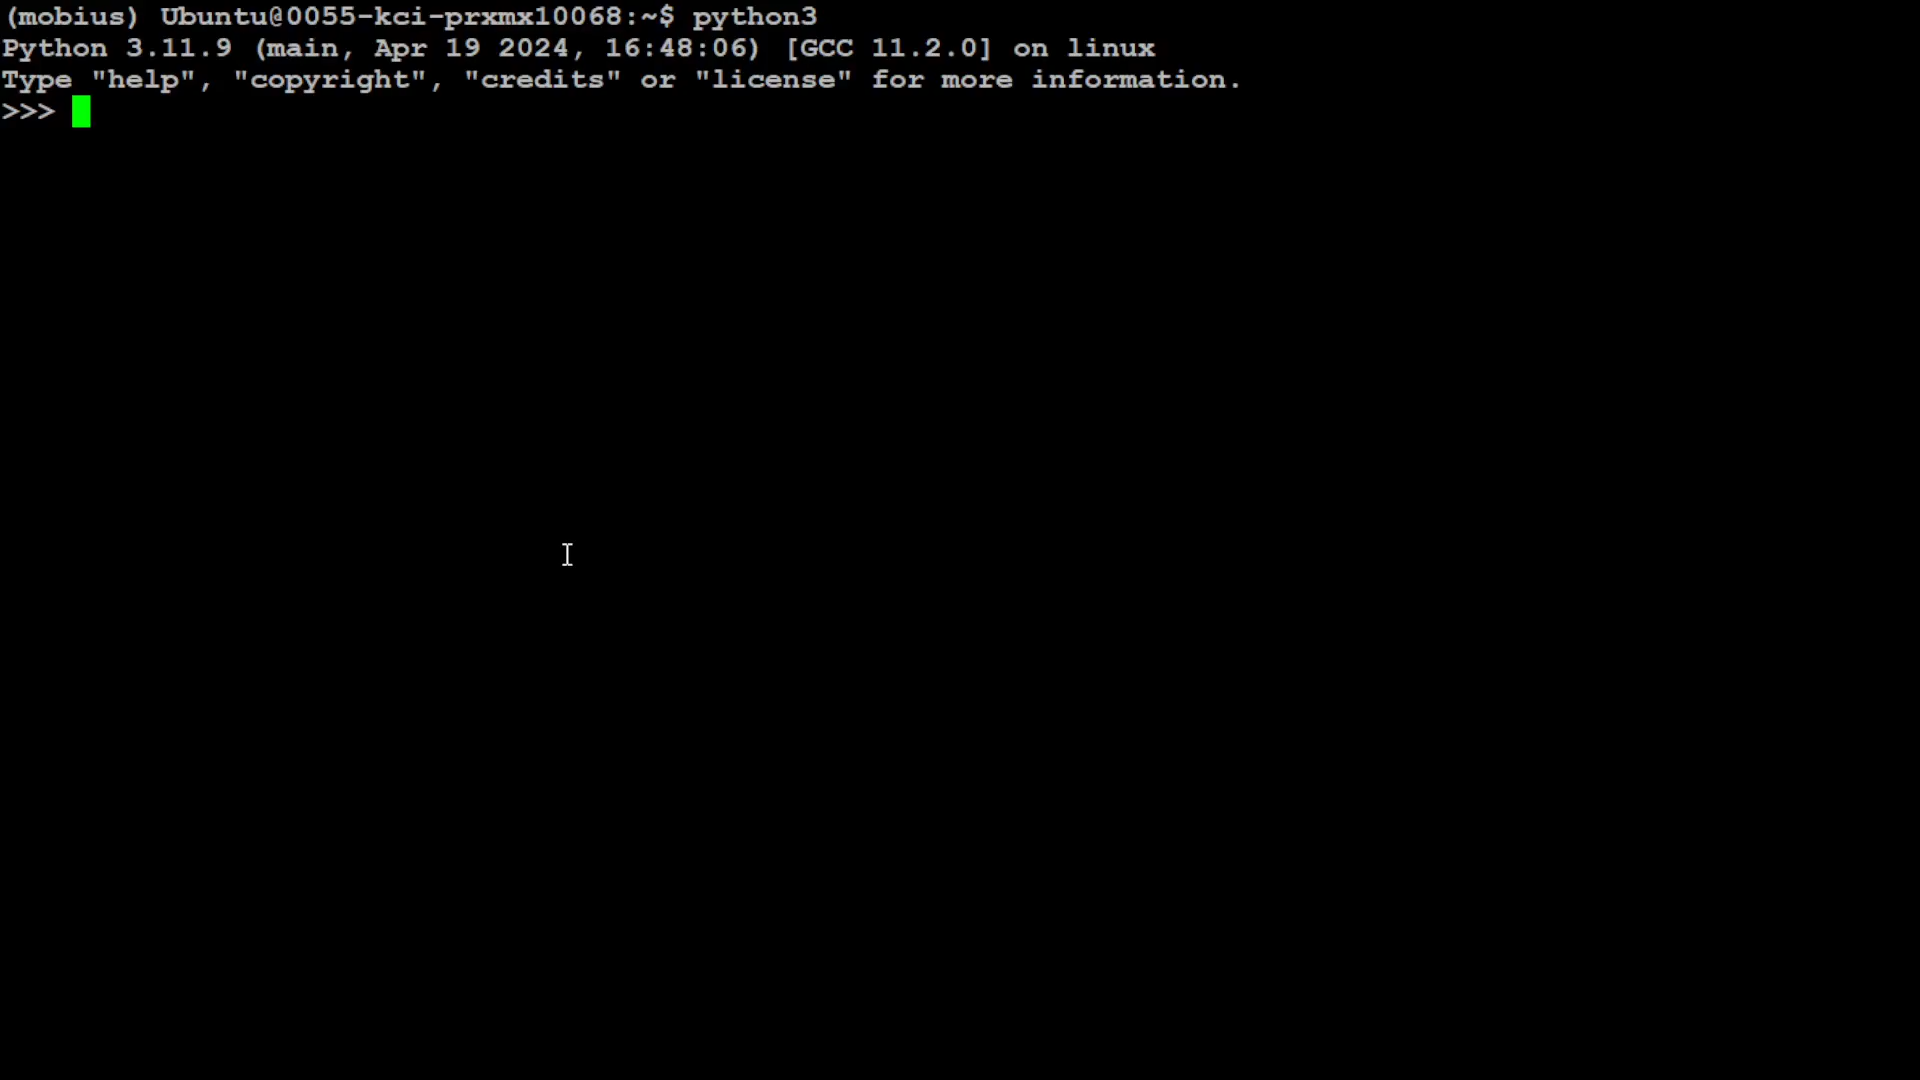 (mobius) Ubuntu@0055-kci-prxmx10068:~$ python3
Python 3.11.9 (main, Apr 19 2024, 16:48:06) [GCC 11.2.0] on linux
Type "help", "copyright", "credits" or "license" for more information.
>>>